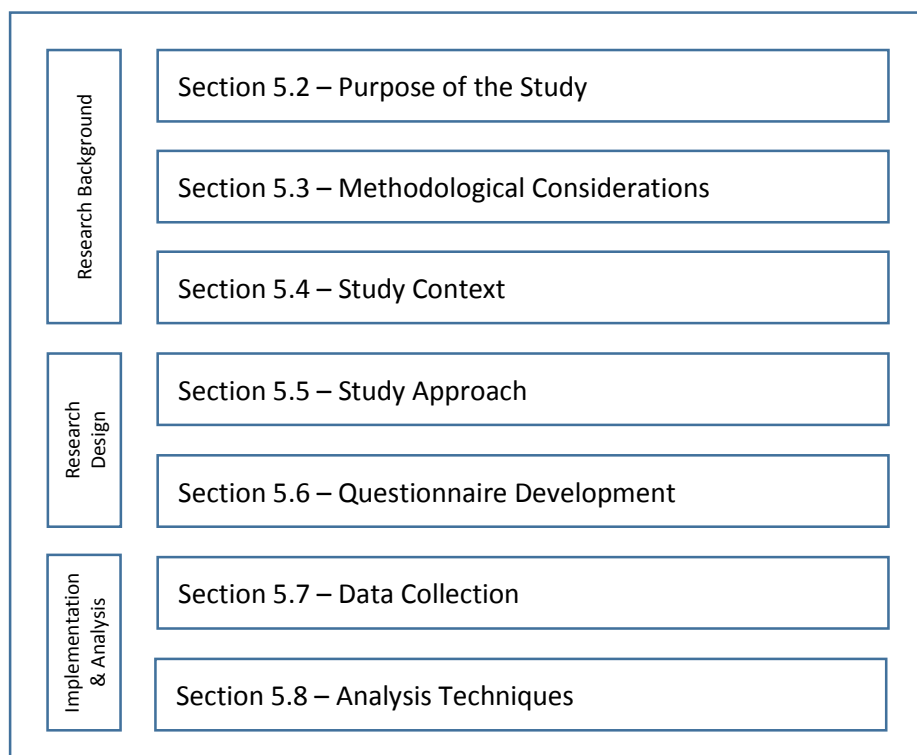 Research Background
Section 5.2 – Purpose of the Study
Section 5.3 – Methodological Considerations
Section 5.4 – Study Context
Research
Design
Section 5.5 – Study Approach
Section 5.6 – Questionnaire Development
Implementation
& Analysis
Section 5.7 – Data Collection
Section 5.8 – Analysis Techniques